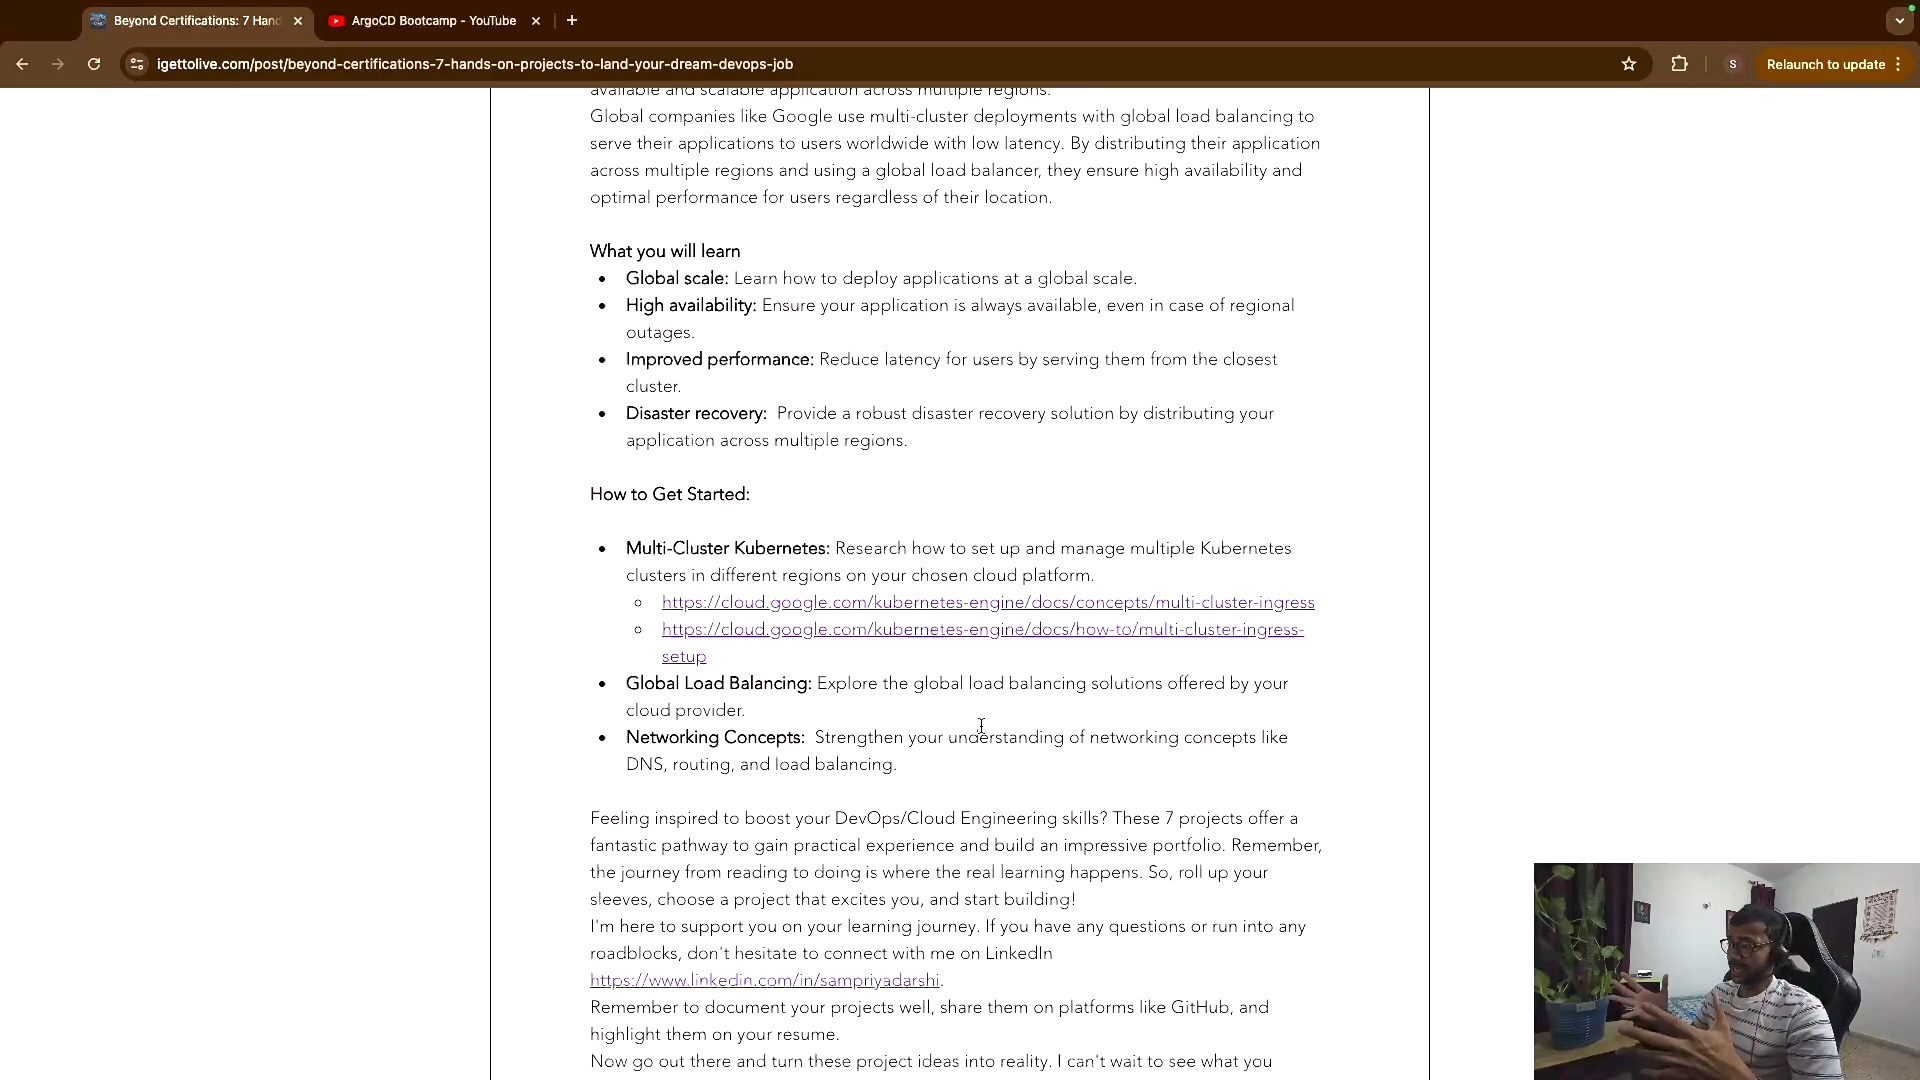 Beyond Certifications: 7 Hand
ArgoCD Bootcamp - YouTube
igettolive.com/post/beyond-certifications-7-hands-on-projects-to-land-your-dream-devops-job
S
Relaunch to update
available and scalable application across multiple regions.
Global companies like Google use multi-cluster deployments with global load balancing to
serve their applications to users worldwide with low latency. By distributing their application
across multiple regions and using a global load balancer, they ensure high availability and
optimal performance for users regardless of their location.
What you will learn
• Global scale: Learn how to deploy applications at a global scale.
• High availability: Ensure your application is always available, even in case of regional
outages.
• Improved performance: Reduce latency for users by serving them from the closest
cluster.
• Disaster recovery:  Provide a robust disaster recovery solution by distributing your
application across multiple regions.
How to Get Started:
• Multi-Cluster Kubernetes: Research how to set up and manage multiple Kubernetes
clusters in different regions on your chosen cloud platform.
https://cloud.google.com/kubernetes-engine/docs/concepts/multi-cluster-ingress
https://cloud.google.com/kubernetes-engine/docs/how-to/multi-cluster-ingress-
setup
• Global Load Balancing: Explore the global load balancing solutions offered by your
cloud provider.
• Networking Concepts:  Strengthen your understanding of networking concepts like
DNS, routing, and load balancing.
Feeling inspired to boost your DevOps/Cloud Engineering skills? These 7 projects offer a
fantastic pathway to gain practical experience and build an impressive portfolio. Remember,
the journey from reading to doing is where the real learning happens. So, roll up your
sleeves, choose a project that excites you, and start building!
I'm here to support you on your learning journey. If you have any questions or run into any
roadblocks, don't hesitate to connect with me on LinkedIn
https://www.linkedin.com/in/sampriyadarshi.
Remember to document your projects well, share them on platforms like GitHub, and
highlight them on your resume.
Now go out there and turn these project ideas into reality. I can't wait to see what you